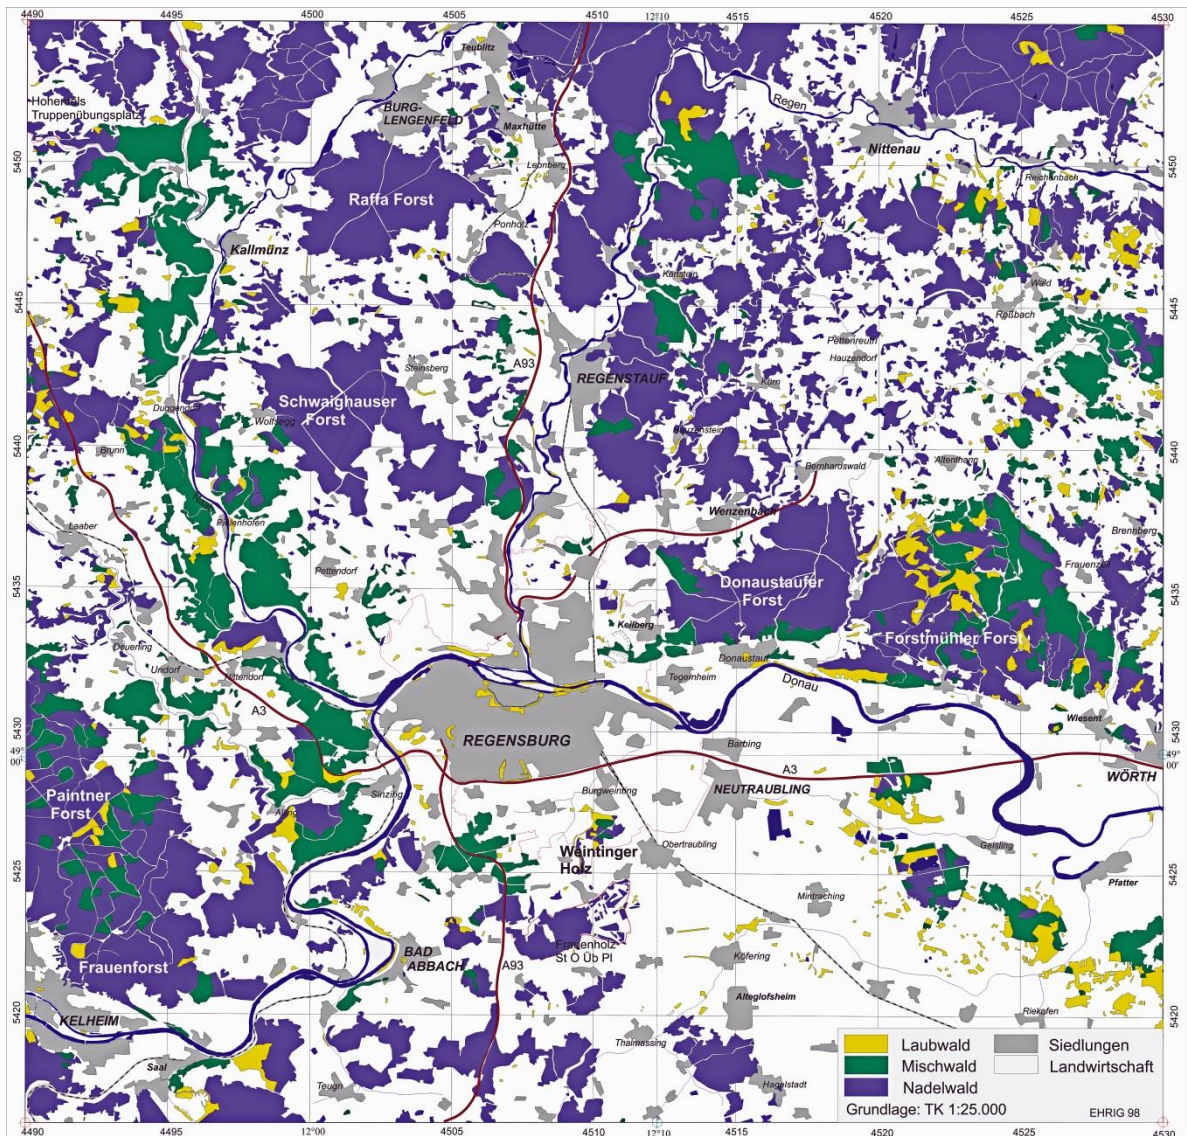 4490
4495
4500
4505
4510
12°10'
4515
4520
4525
4530
Teublitz
Hohenfels
Truppenübungsplatz
BURG-
LENGENFELD
Maxhütte
Regen
Nittenau
5450
Leonberg
5450
Reichenbach
Raffa Forst
Ponholz
Kallmünz
Karlstein
Wald
5445
5445
Roßbach
Pettenreuth
Hauzendorf
A93
Steinsberg
REGENSTAUF
Kürn
Schwaighauser
Forst
Duggendorf
Wolfsegg
Hauzenstein
5440
Brunn
5440
Bernhardswald
Altenthann
Laaber
Pielenhofen
Wenzenbach
Brennberg
Pettendorf
Donaustaufer
Forst
Frauenzell
5435
5435
Keilberg
Forstmühler Forst
Deuerling
Undorf
Nittendorf
Donaustauf
Tegernheim
Donau
A3
Wiesent
5430
REGENSBURG
Barbing
5430
49°
00'
49°
00'
A3
WÖRTH
Paintner
Forst
Sinzing
Burgweinting
NEUTRAUBLING
Alling
Weintinger
Holz
Obertraubling
Geisling
5425
5425
Pfatter
Mintraching
Frauenforst
BAD
ABBACH
Frauenholz
St O Üb Pl
A93
Köfering
Alteglofsheim
5420
KELHEIM
5420
Riekofen
Thalmassing
Saal
Teugn
Hagelstadt
Laubwald
Siedlungen
Mischwald
Landwirtschaft
Nadelwald
Grundlage: TK 1:25.000
EHRIG 98
4490
4495
12°00
4505
4510
12°10'
4515
4520
4525
4530